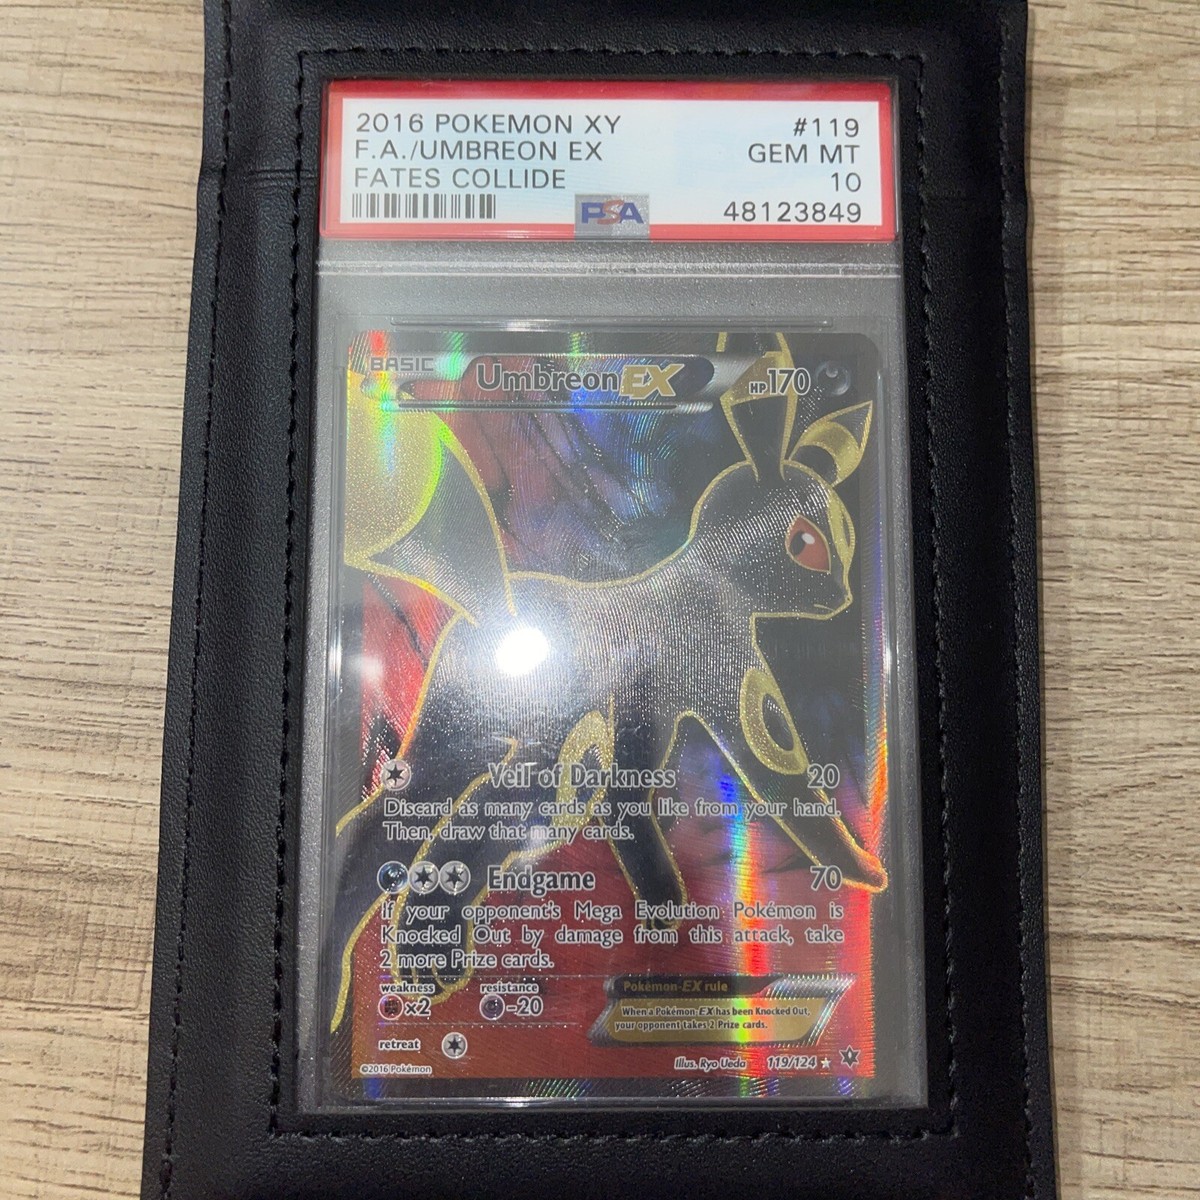 2016 POKEMON XY #119
F.A./UMBREON EX GEM MT
FATES COLLIDE 10
PSA 48123849
BASIC Umbreon EX HP170
Veil of Darkness 20
Discard as many cards as you like from your hand.
Then, draw that many cards.
Endgame 70
If your opponent's Mega Evolution Pokémon is
Knocked Out by damage from this attack, take
2 more Prize cards.
weakness resistance
×2 -20
Pokémon-EX rule
When a Pokémon-EX has been Knocked Out,
your opponent takes 2 Prize cards.
retreat
©2016 Pokémon Illus. Ryo Ueda 119/124